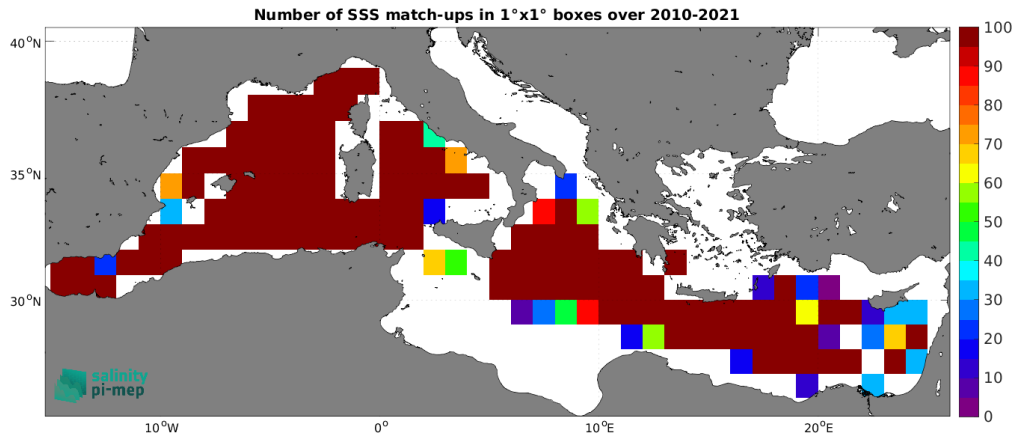 Number of SSS match-ups in 1°x1° boxes over 2010-2021
40°N
35°N
30°N
10°W
0°
10°E
20°E
100
90
80
70
60
50
40
30
20
10
0
salinity
pi-mep